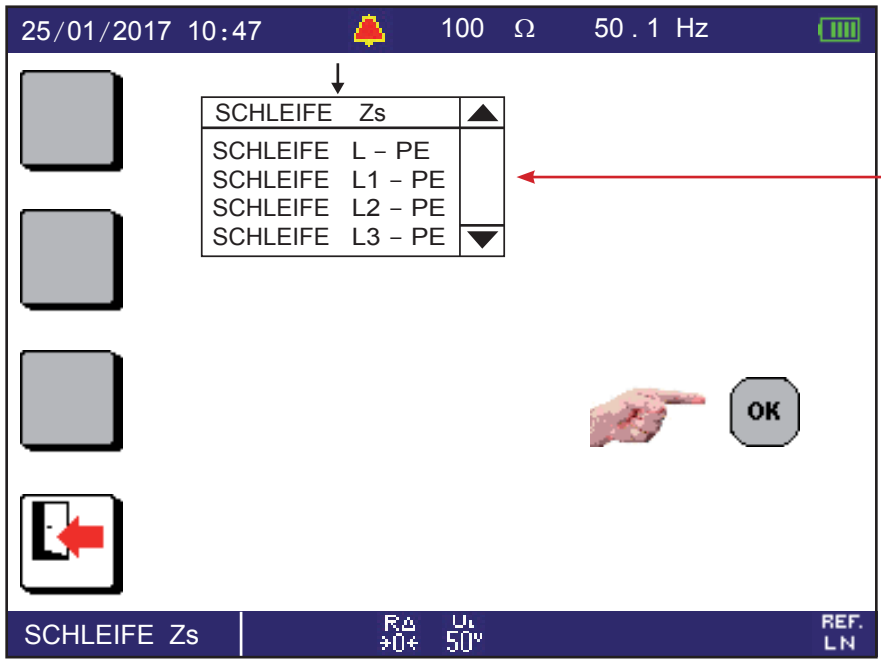 25/01/2017 10:47 100 Ω 50.1 Hz
SCHLEIFE Zs
SCHLEIFE L – PE
SCHLEIFE L1 – PE
SCHLEIFE L2 – PE
SCHLEIFE L3 – PE
OK
SCHLEIFE Zs
RΔ
0
UL
50V
REF.
LN